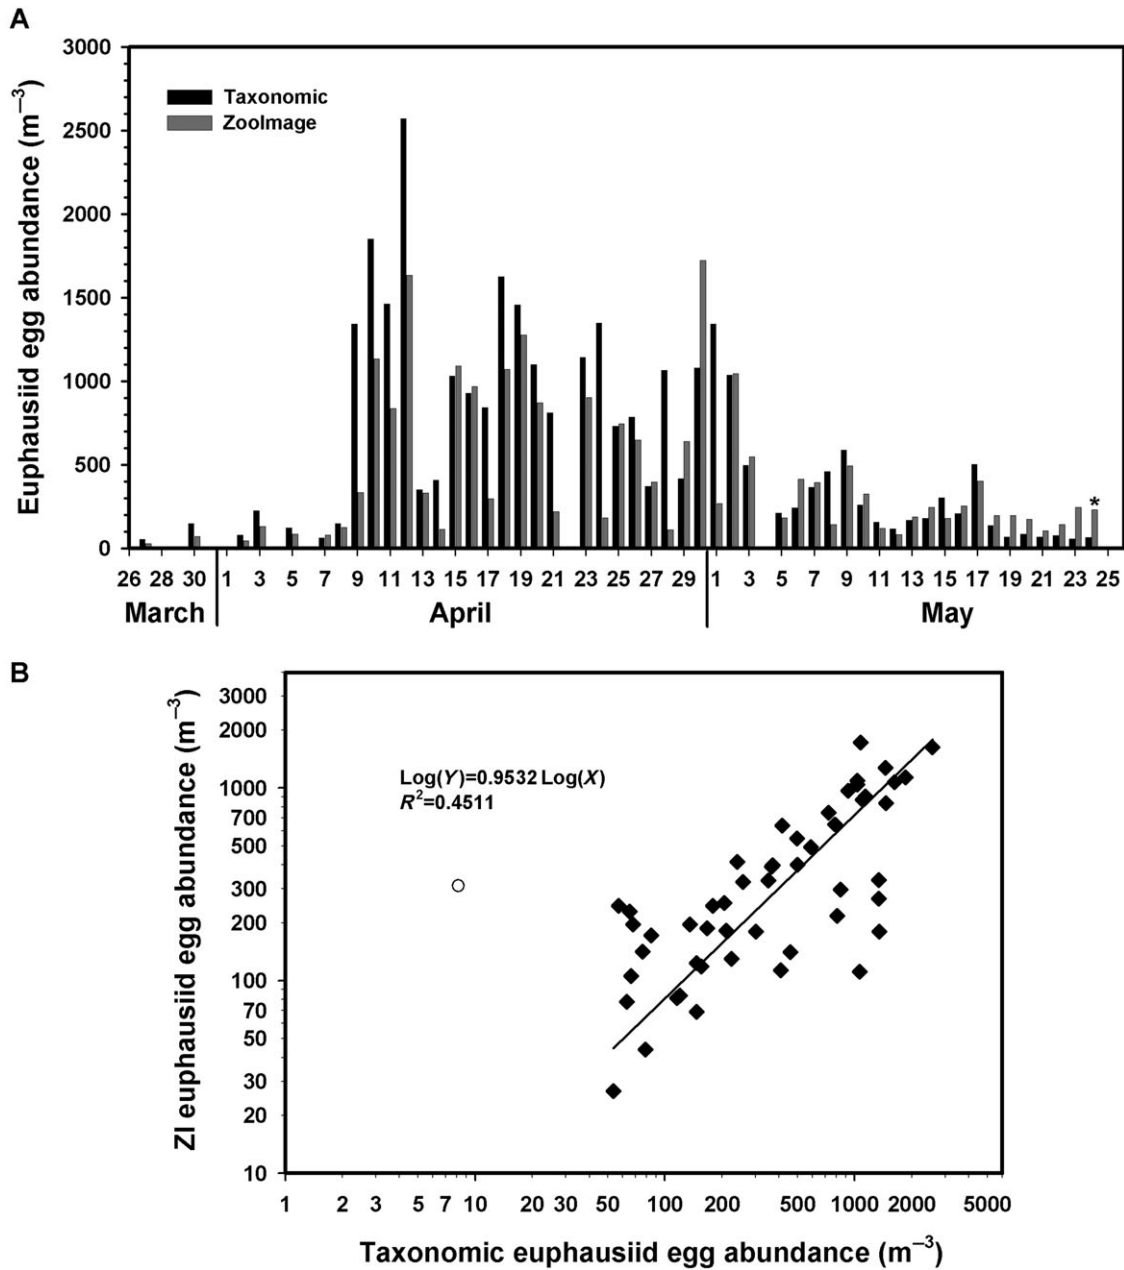 A
3000
2500
2000
1500
1000
500
0
Euphausiid egg abundance (m⁻³)
Taxonomic
ZooImage
*
26 28 30 1 3 5 7 9 11 13 15 17 19 21 23 25 27 29 1 3 5 7 9 11 13 15 17 19 21 23 25
March April May
B
3000
2000
1000
700
500
300
200
100
70
50
30
20
10
ZI euphausiid egg abundance (m⁻³)
Log(Y)=0.9532 Log(X)
R²=0.4511
1 2 3 5 7 10 20 30 50 100 200 500 1000 2000 5000
Taxonomic euphausiid egg abundance (m⁻³)